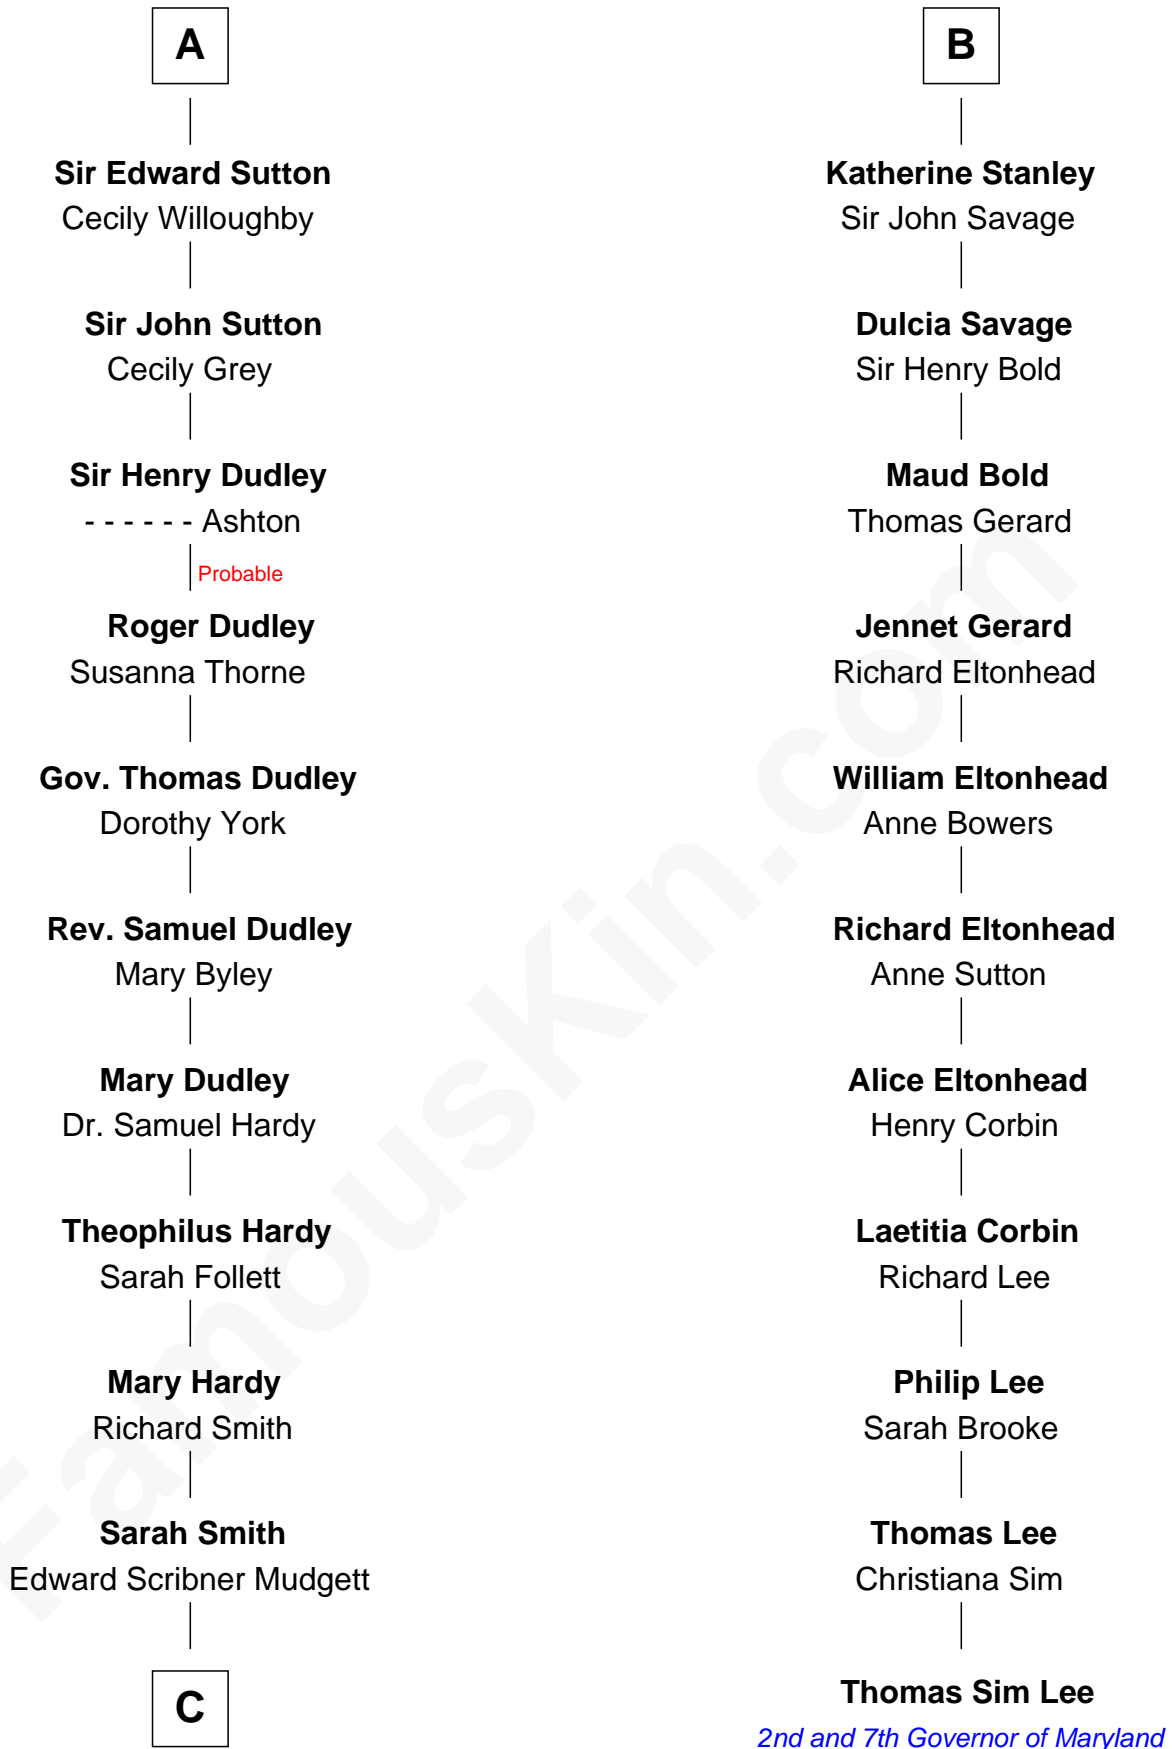 A
Sir Edward Sutton
Cecily Willoughby
Sir John Sutton
Cecily Grey
Sir Henry Dudley
- - - - - - Ashton
Probable
Roger Dudley
Susanna Thorne
Gov. Thomas Dudley
Dorothy York
Rev. Samuel Dudley
Mary Byley
Mary Dudley
Dr. Samuel Hardy
Theophilus Hardy
Sarah Follett
Mary Hardy
Richard Smith
Sarah Smith
Edward Scribner Mudgett
C
B
Katherine Stanley
Sir John Savage
Dulcia Savage
Sir Henry Bold
Maud Bold
Thomas Gerard
Jennet Gerard
Richard Eltonhead
William Eltonhead
Anne Bowers
Richard Eltonhead
Anne Sutton
Alice Eltonhead
Henry Corbin
Laetitia Corbin
Richard Lee
Philip Lee
Sarah Brooke
Thomas Lee
Christiana Sim
Thomas Sim Lee
2nd and 7th Governor of Maryland
FamousKin.com